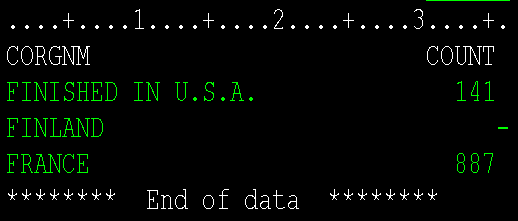 ....+....1....+....2....+....3....+.
CORGNM                        COUNT
FINISHED IN U.S.A.              141
FINLAND                            -
FRANCE                          887
********  End of data  ********